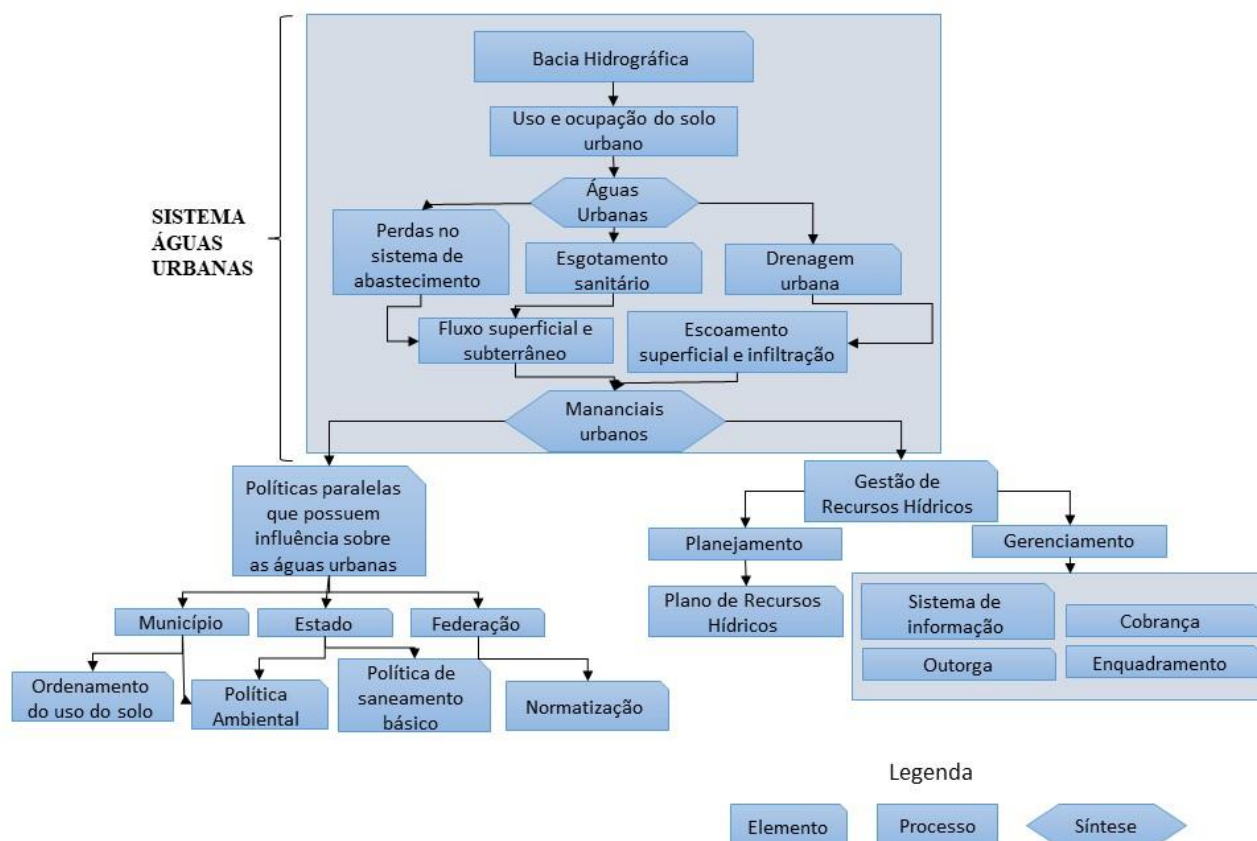 Bacia Hidrográfica
Uso e ocupação do solo
urbano
Águas
Urbanas
SISTEMA
ÁGUAS
URBANAS
Perdas no
sistema de
abastecimento
Esgotamento
sanitário
Drenagem
urbana
Fluxo superficial e
subterrâneo
Escoamento
superficial e infiltração
Mananciais
urbanos
Políticas paralelas
que possuem
influência sobre
as águas urbanas
Gestão de
Recursos Hídricos
Planejamento
Gerenciamento
Plano de Recursos
Hídricos
Sistema de
informação
Cobrança
Outorga
Enquadramento
Município
Estado
Federação
Ordenamento
do uso do solo
Política
Ambiental
Política de
saneamento
básico
Normatização
Legenda
Elemento
Processo
Síntese